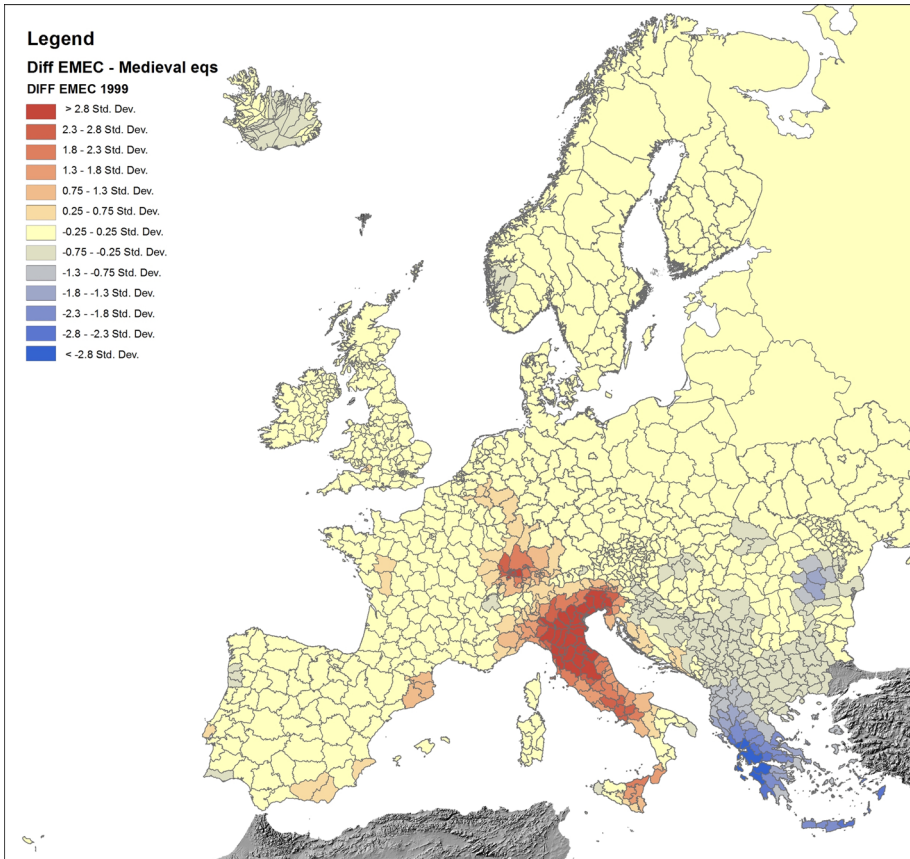 Legend
Diff EMEC - Medieval eqs
DIFF EMEC 1999
> 2.8 Std. Dev.
2.3 - 2.8 Std. Dev.
1.8 - 2.3 Std. Dev.
1.3 - 1.8 Std. Dev.
0.75 - 1.3 Std. Dev.
0.25 - 0.75 Std. Dev.
-0.25 - 0.25 Std. Dev.
-0.75 - -0.25 Std. Dev.
-1.3 - -0.75 Std. Dev.
-1.8 - -1.3 Std. Dev.
-2.3 - -1.8 Std. Dev.
-2.8 - -2.3 Std. Dev.
< -2.8 Std. Dev.